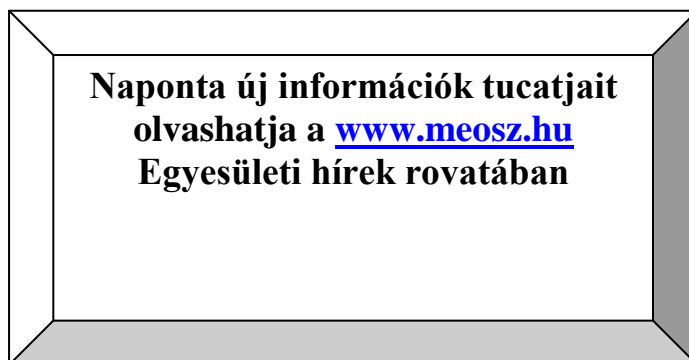 Naponta új információk tucatjait
olvashatja a www.meosz.hu
Egyesületi hírek rovatában